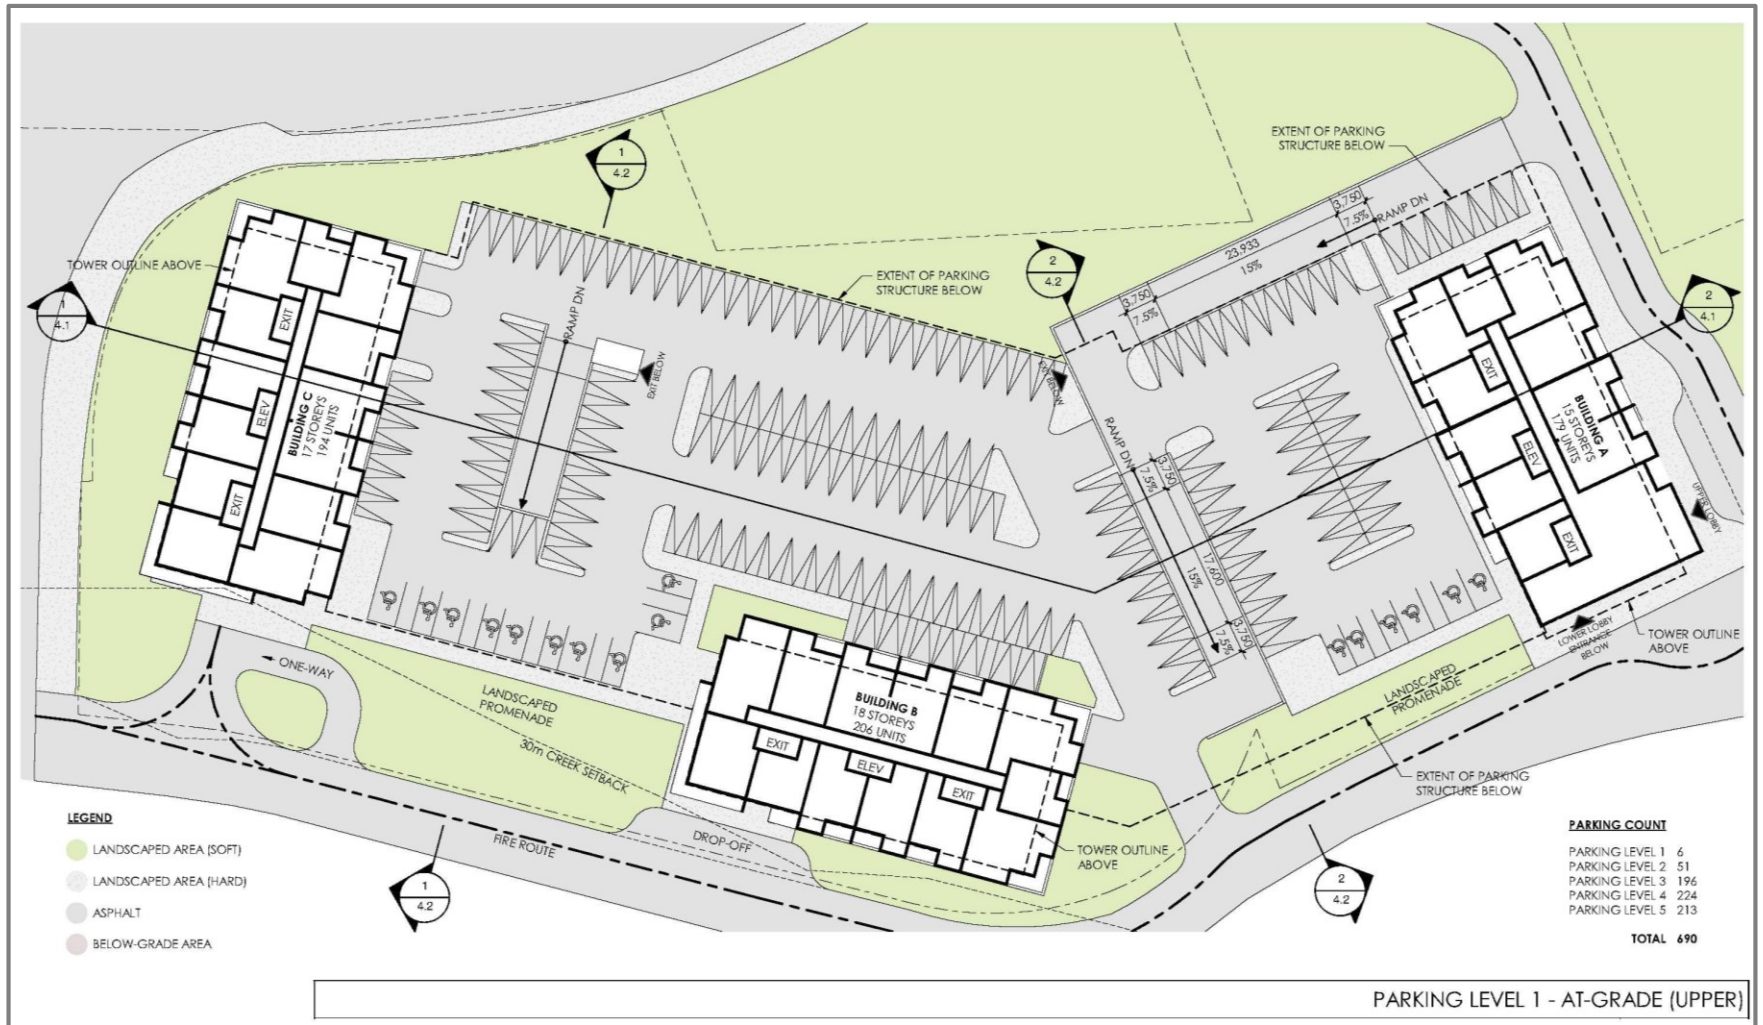 EXTENT OF PARKING
STRUCTURE BELOW
1
4.2
3,750
7.5%
RAMP DN
23,933
15%
3,750
7.5%
TOWER OUTLINE ABOVE
2
4.2
EXTENT OF PARKING
STRUCTURE BELOW
1
4.1
2
4.1
RAMP DN
EXIT BELOW
EXIT BELOW
EXIT
ELEV
EXIT
BUILDING C
17 STOREYS
194 UNITS
RAMP DN
3,750
7.5%
17,600
15%
3,750
7.5%
EXIT
ELEV
EXIT
BUILDING A
15 STOREYS
179 UNITS
UPPER LOBBY
LOWER LOBBY
ENTRANCE
BELOW
TOWER OUTLINE
ABOVE
ONE-WAY
LANDSCAPED
PROMENADE
30m CREEK SETBACK
BUILDING B
18 STOREYS
206 UNITS
EXIT
ELEV
EXIT
LANDSCAPED
PROMENADE
EXTENT OF PARKING
STRUCTURE BELOW
FIRE ROUTE
DROP-OFF
TOWER OUTLINE
ABOVE
1
4.2
2
4.2
LEGEND
LANDSCAPED AREA (SOFT)
LANDSCAPED AREA (HARD)
ASPHALT
BELOW-GRADE AREA
PARKING COUNT
PARKING LEVEL 1 6
PARKING LEVEL 2 51
PARKING LEVEL 3 196
PARKING LEVEL 4 224
PARKING LEVEL 5 213
TOTAL 690
PARKING LEVEL 1 - AT-GRADE (UPPER)